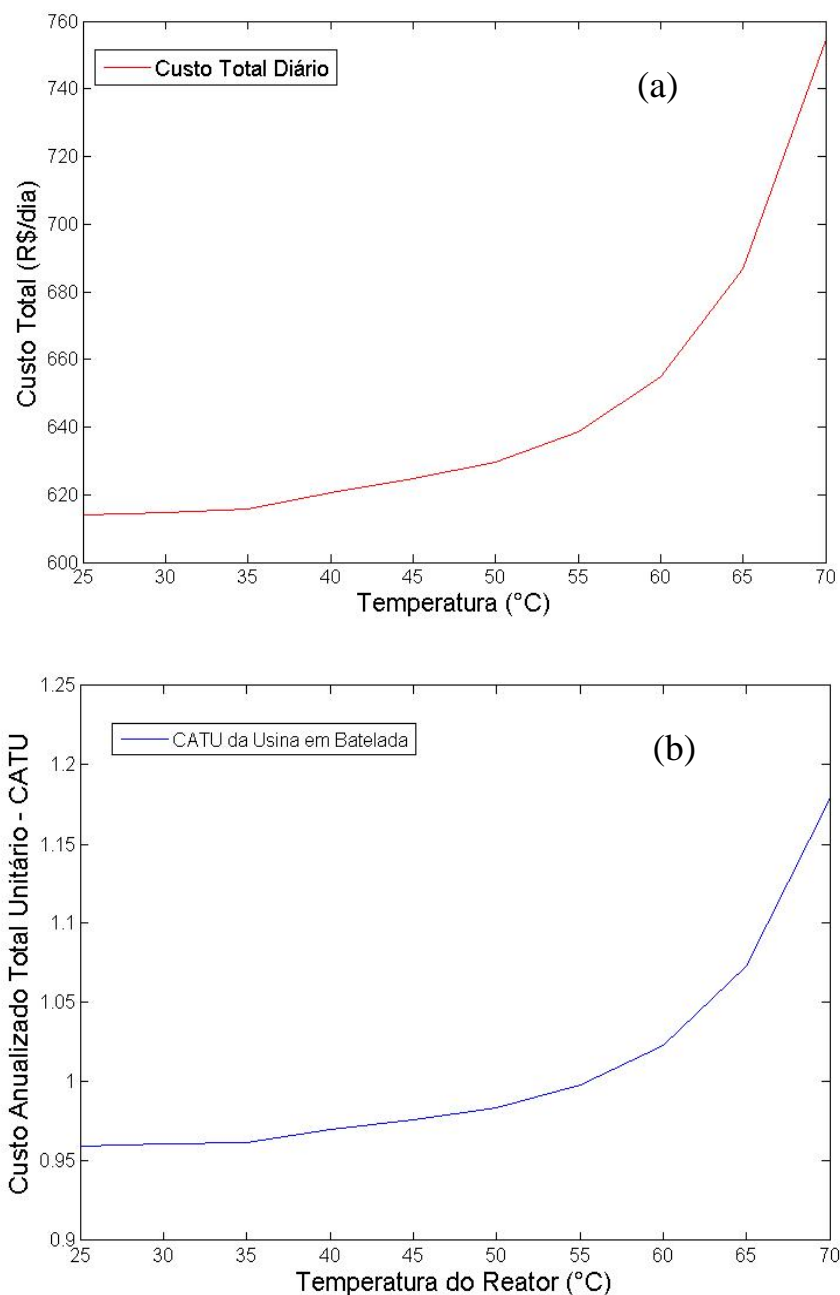 760
740
720
700
680
660
640
620
600
Custo Total (R$/dia)
Custo Total Diário
(a)
25 30 35 40 45 50 55 60 65 70
Temperatura (°C)
1.25
1.2
1.15
1.1
1.05
1
0.95
0.9
Custo Anualizado Total Unitário - CATU
CATU da Usina em Batelada
(b)
25 30 35 40 45 50 55 60 65 70
Temperatura do Reator (°C)